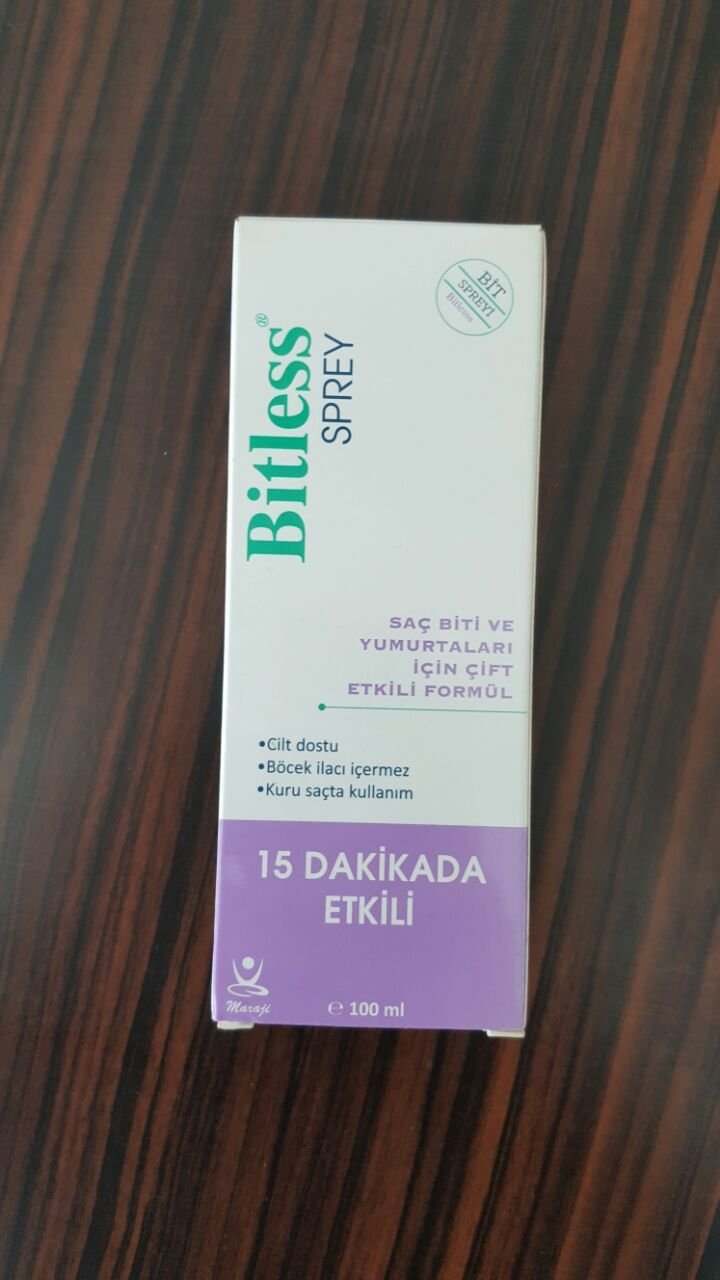 BİT
SPREYİ
Bitlesss
Bitless®
SPREY
SAÇ BİTİ VE
YUMURTALARI
İÇİN ÇİFT
ETKİLİ FORMÜL
•Cilt dostu
•Böcek ilacı içermez
•Kuru saçta kullanım
15 DAKİKADA
ETKİLİ
Maraji
℮ 100 ml